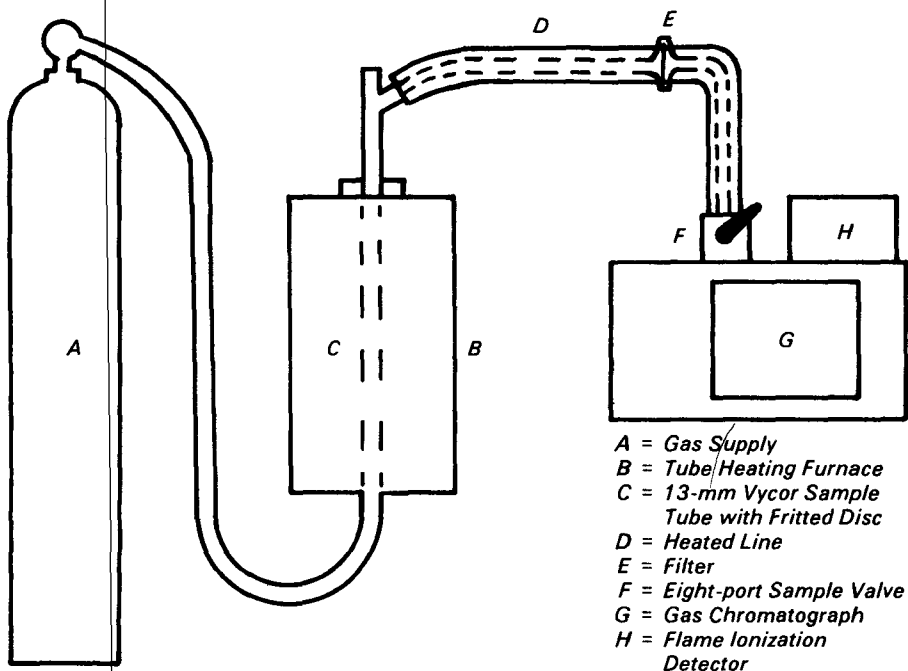 D
E
F
H
A
C
B
G
A = Gas Supply
B = Tube Heating Furnace
C = 13-mm Vycor Sample
Tube with Fritted Disc
D = Heated Line
E = Filter
F = Eight-port Sample Valve
G = Gas Chromatograph
H = Flame Ionization
Detector